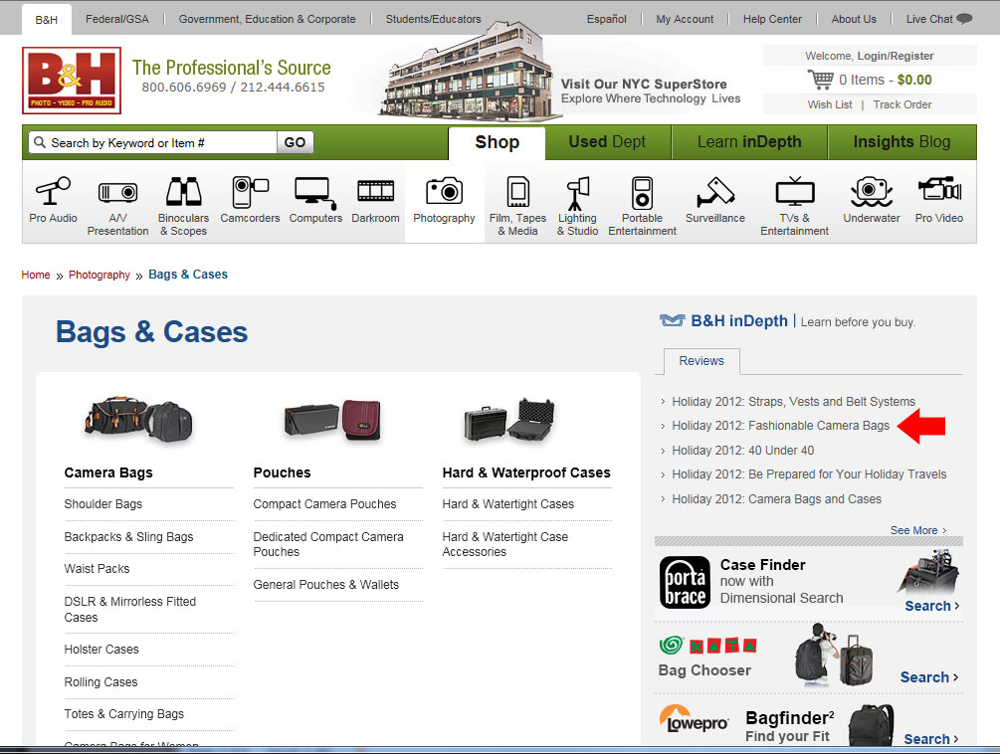 B&H
Federal/GSA
Government, Education & Corporate
Students/Educators
Español
My Account
Help Center
About Us
Live Chat
B&H
PHOTO - VIDEO - PRO AUDIO
The Professional's Source
800.606.6969 / 212.444.6615
Visit Our NYC SuperStore
Explore Where Technology Lives
Welcome, Login/Register
0 Items - $0.00
Wish List | Track Order
Search by Keyword or Item #
GO
Shop
Used Dept
Learn inDepth
Insights Blog
Pro Audio
A/V
Presentation
Binoculars
& Scopes
Camcorders
Computers
Darkroom
Photography
Film, Tapes
& Media
Lighting
& Studio
Portable
Entertainment
Surveillance
TVs &
Entertainment
Underwater
Pro Video
Home » Photography » Bags & Cases
Bags & Cases
Camera Bags
Shoulder Bags
Backpacks & Sling Bags
Waist Packs
DSLR & Mirrorless Fitted
Cases
Holster Cases
Rolling Cases
Totes & Carrying Bags
Camera Bags for Women
Pouches
Compact Camera Pouches
Dedicated Compact Camera
Pouches
General Pouches & Wallets
Hard & Waterproof Cases
Hard & Watertight Cases
Hard & Watertight Case
Accessories
B&H inDepth | Learn before you buy.
Reviews
› Holiday 2012: Straps, Vests and Belt Systems
› Holiday 2012: Fashionable Camera Bags
› Holiday 2012: 40 Under 40
› Holiday 2012: Be Prepared for Your Holiday Travels
› Holiday 2012: Camera Bags and Cases
See More ›
porta
brace
Case Finder
now with
Dimensional Search
Search ›
KATA
Bag Chooser
Search ›
Lowepro
Bagfinder²
Find your Fit
Search ›